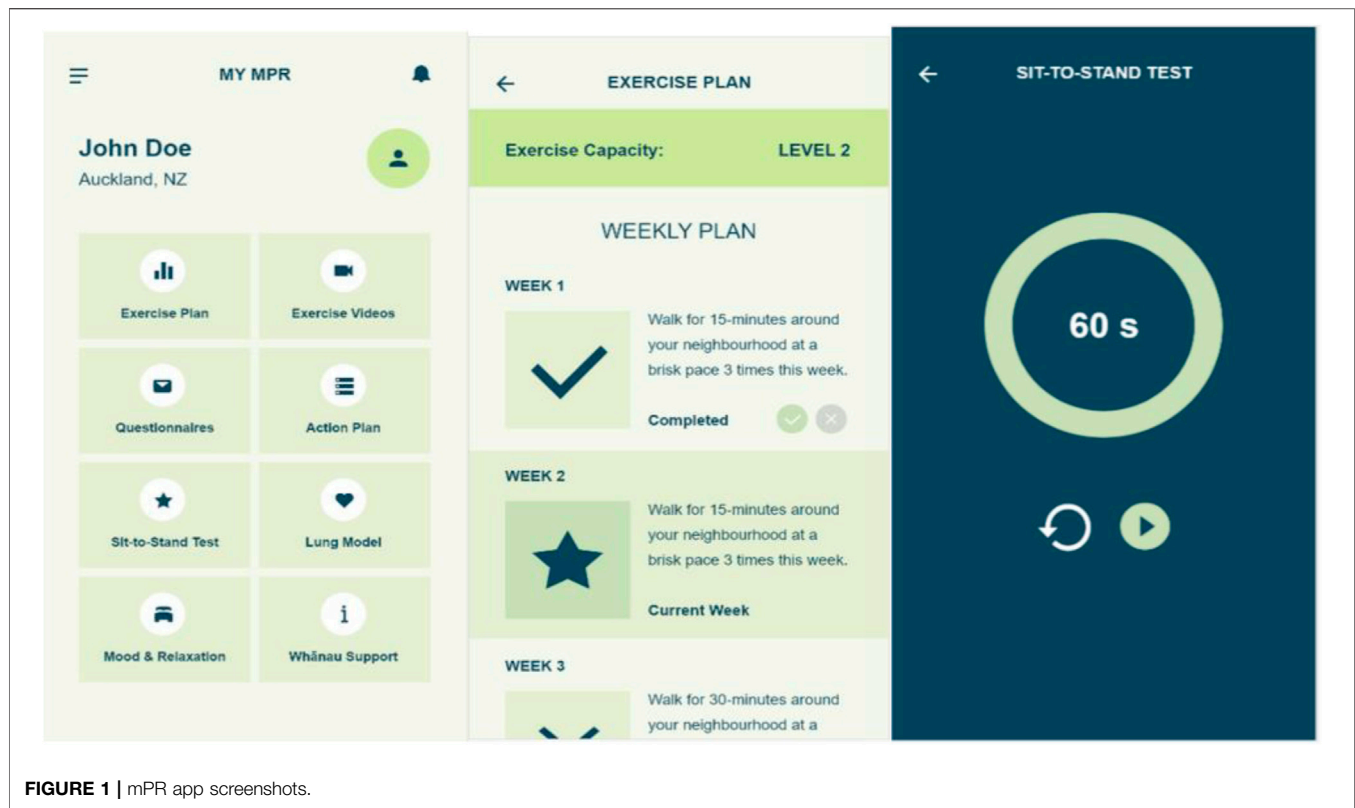 MY MPR
John Doe
Auckland, NZ
Exercise Plan
Exercise Videos
Questionnaires
Action Plan
Sit-to-Stand Test
Lung Model
Mood & Relaxation
Whānau Support
EXERCISE PLAN
Exercise Capacity:
LEVEL 2
WEEKLY PLAN
WEEK 1
Walk for 15-minutes around
your neighbourhood at a
brisk pace 3 times this week.
Completed
WEEK 2
Walk for 15-minutes around
your neighbourhood at a
brisk pace 3 times this week.
Current Week
WEEK 3
Walk for 30-minutes around
your neighbourhood at a
SIT-TO-STAND TEST
60 s
FIGURE 1 | mPR app screenshots.